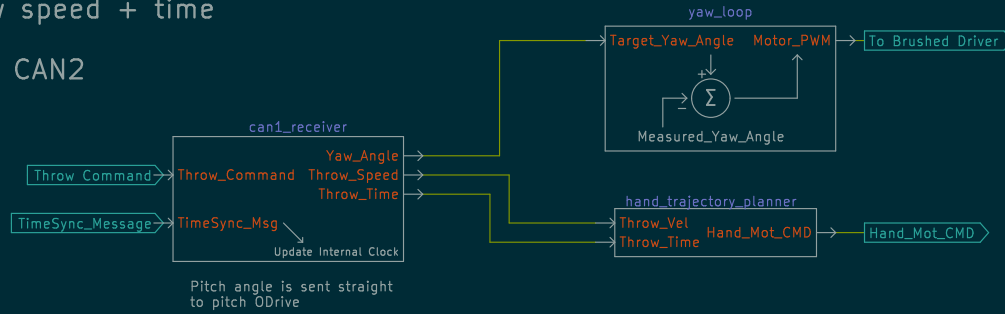 speed + time
CAN2
yaw_loop
Target_Yaw_Angle Motor_PWM
To Brushed Driver
+
Σ
−
Measured_Yaw_Angle
can1_receiver
Yaw_Angle
Throw Command
Throw_Command Throw_Speed
Throw_Time
TimeSync_Message
TimeSync_Msg
Update Internal Clock
hand_trajectory_planner
Throw_Vel
Throw_Time
Hand_Mot_CMD
Hand_Mot_CMD
Pitch angle is sent straight
to pitch ODrive